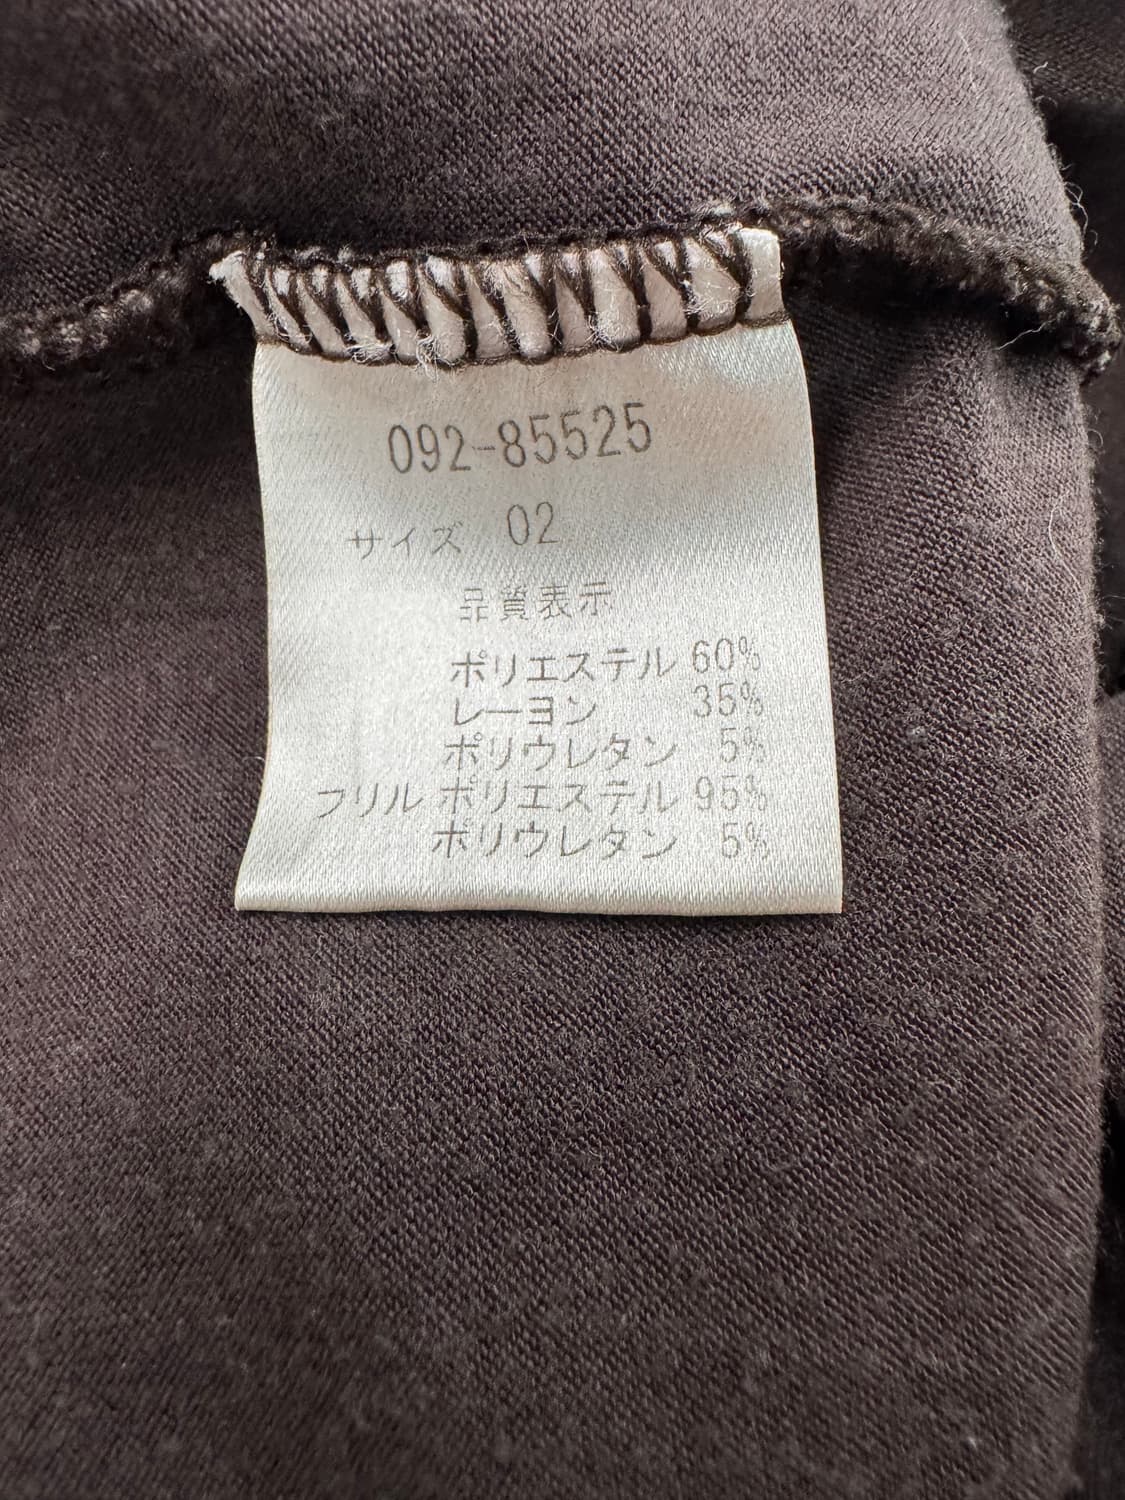 092-85525
サイズ 02
品質表示
ポリエステル 60%
レーヨン 35%
ポリウレタン 5%
フリル ポリエステル 95%
ポリウレタン 5%